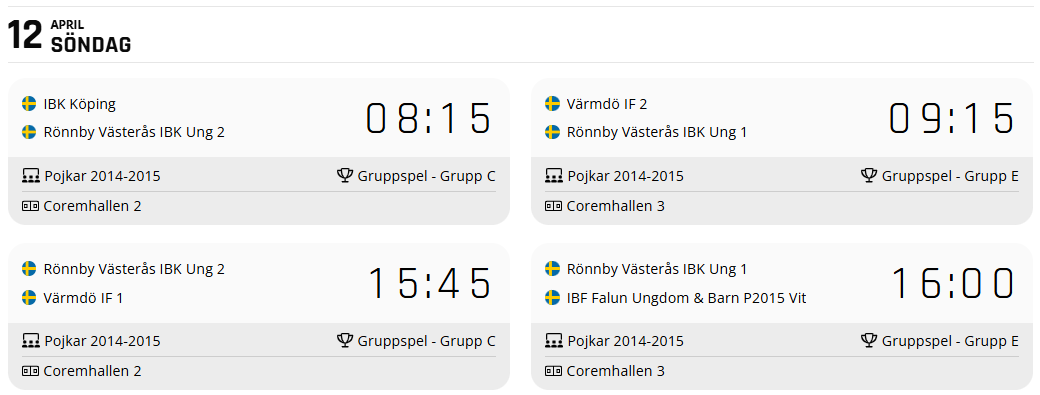 12 APRIL
SÖNDAG
IBK Köping
Rönnby Västerås IBK Ung 2
08:15
Pojkar 2014-2015
Gruppspel - Grupp C
Coremhallen 2
Värmdö IF 2
Rönnby Västerås IBK Ung 1
09:15
Pojkar 2014-2015
Gruppspel - Grupp E
Coremhallen 3
Rönnby Västerås IBK Ung 2
Värmdö IF 1
15:45
Pojkar 2014-2015
Gruppspel - Grupp C
Coremhallen 2
Rönnby Västerås IBK Ung 1
IBF Falun Ungdom & Barn P2015 Vit
16:00
Pojkar 2014-2015
Gruppspel - Grupp E
Coremhallen 3